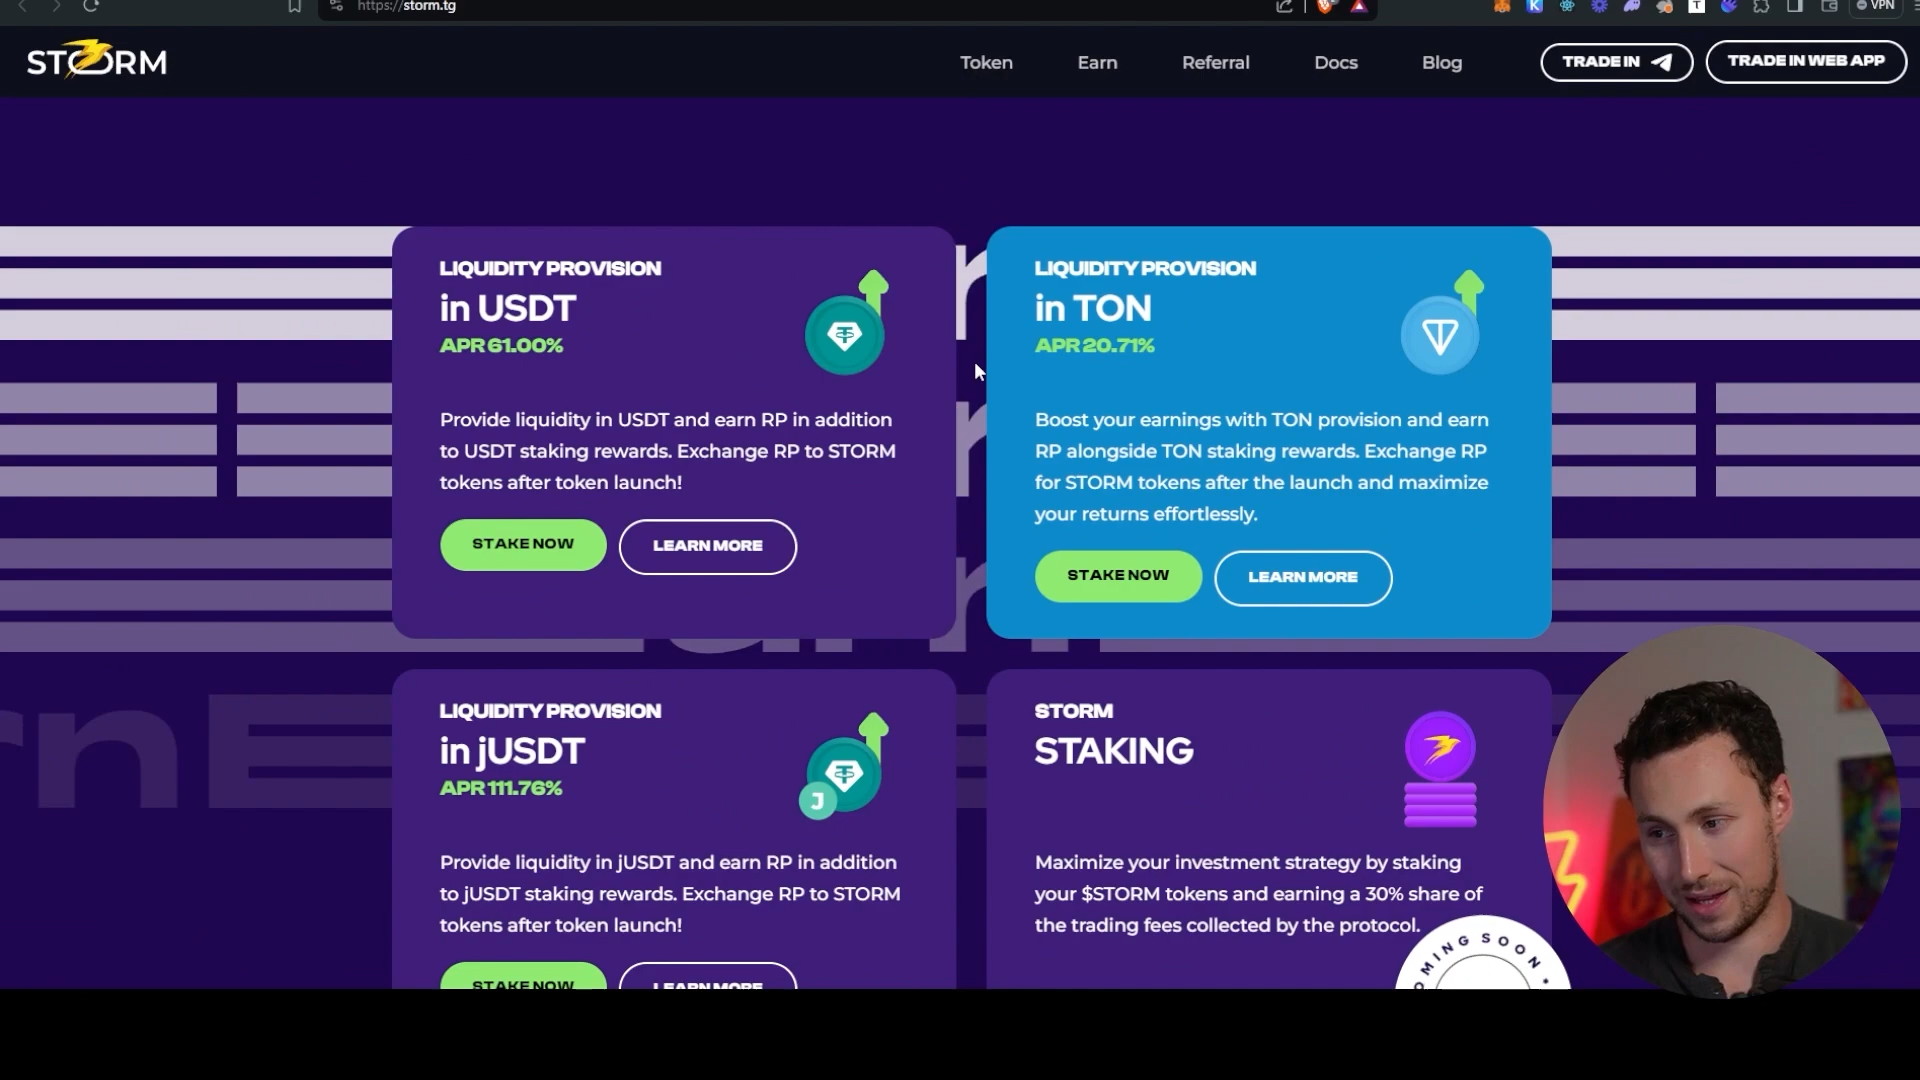 https://storm.tg
VPN
STORM
Token
Earn
Referral
Docs
Blog
TRADE IN
TRADE IN WEB APP
LIQUIDITY PROVISION
in USDT
APR 61.00%
Provide liquidity in USDT and earn RP in addition
to USDT staking rewards. Exchange RP to STORM
tokens after token launch!
STAKE NOW
LEARN MORE
LIQUIDITY PROVISION
in TON
APR 20.71%
Boost your earnings with TON provision and earn
RP alongside TON staking rewards. Exchange RP
for STORM tokens after the launch and maximize
your returns effortlessly.
STAKE NOW
LEARN MORE
LIQUIDITY PROVISION
in jUSDT
APR 111.76%
J
Provide liquidity in jUSDT and earn RP in addition
to jUSDT staking rewards. Exchange RP to STORM
tokens after token launch!
STAKE NOW
LEARN MORE
STORM
STAKING
Maximize your investment strategy by staking
your $STORM tokens and earning a 30% share of
the trading fees collected by the protocol.
OMING SOON